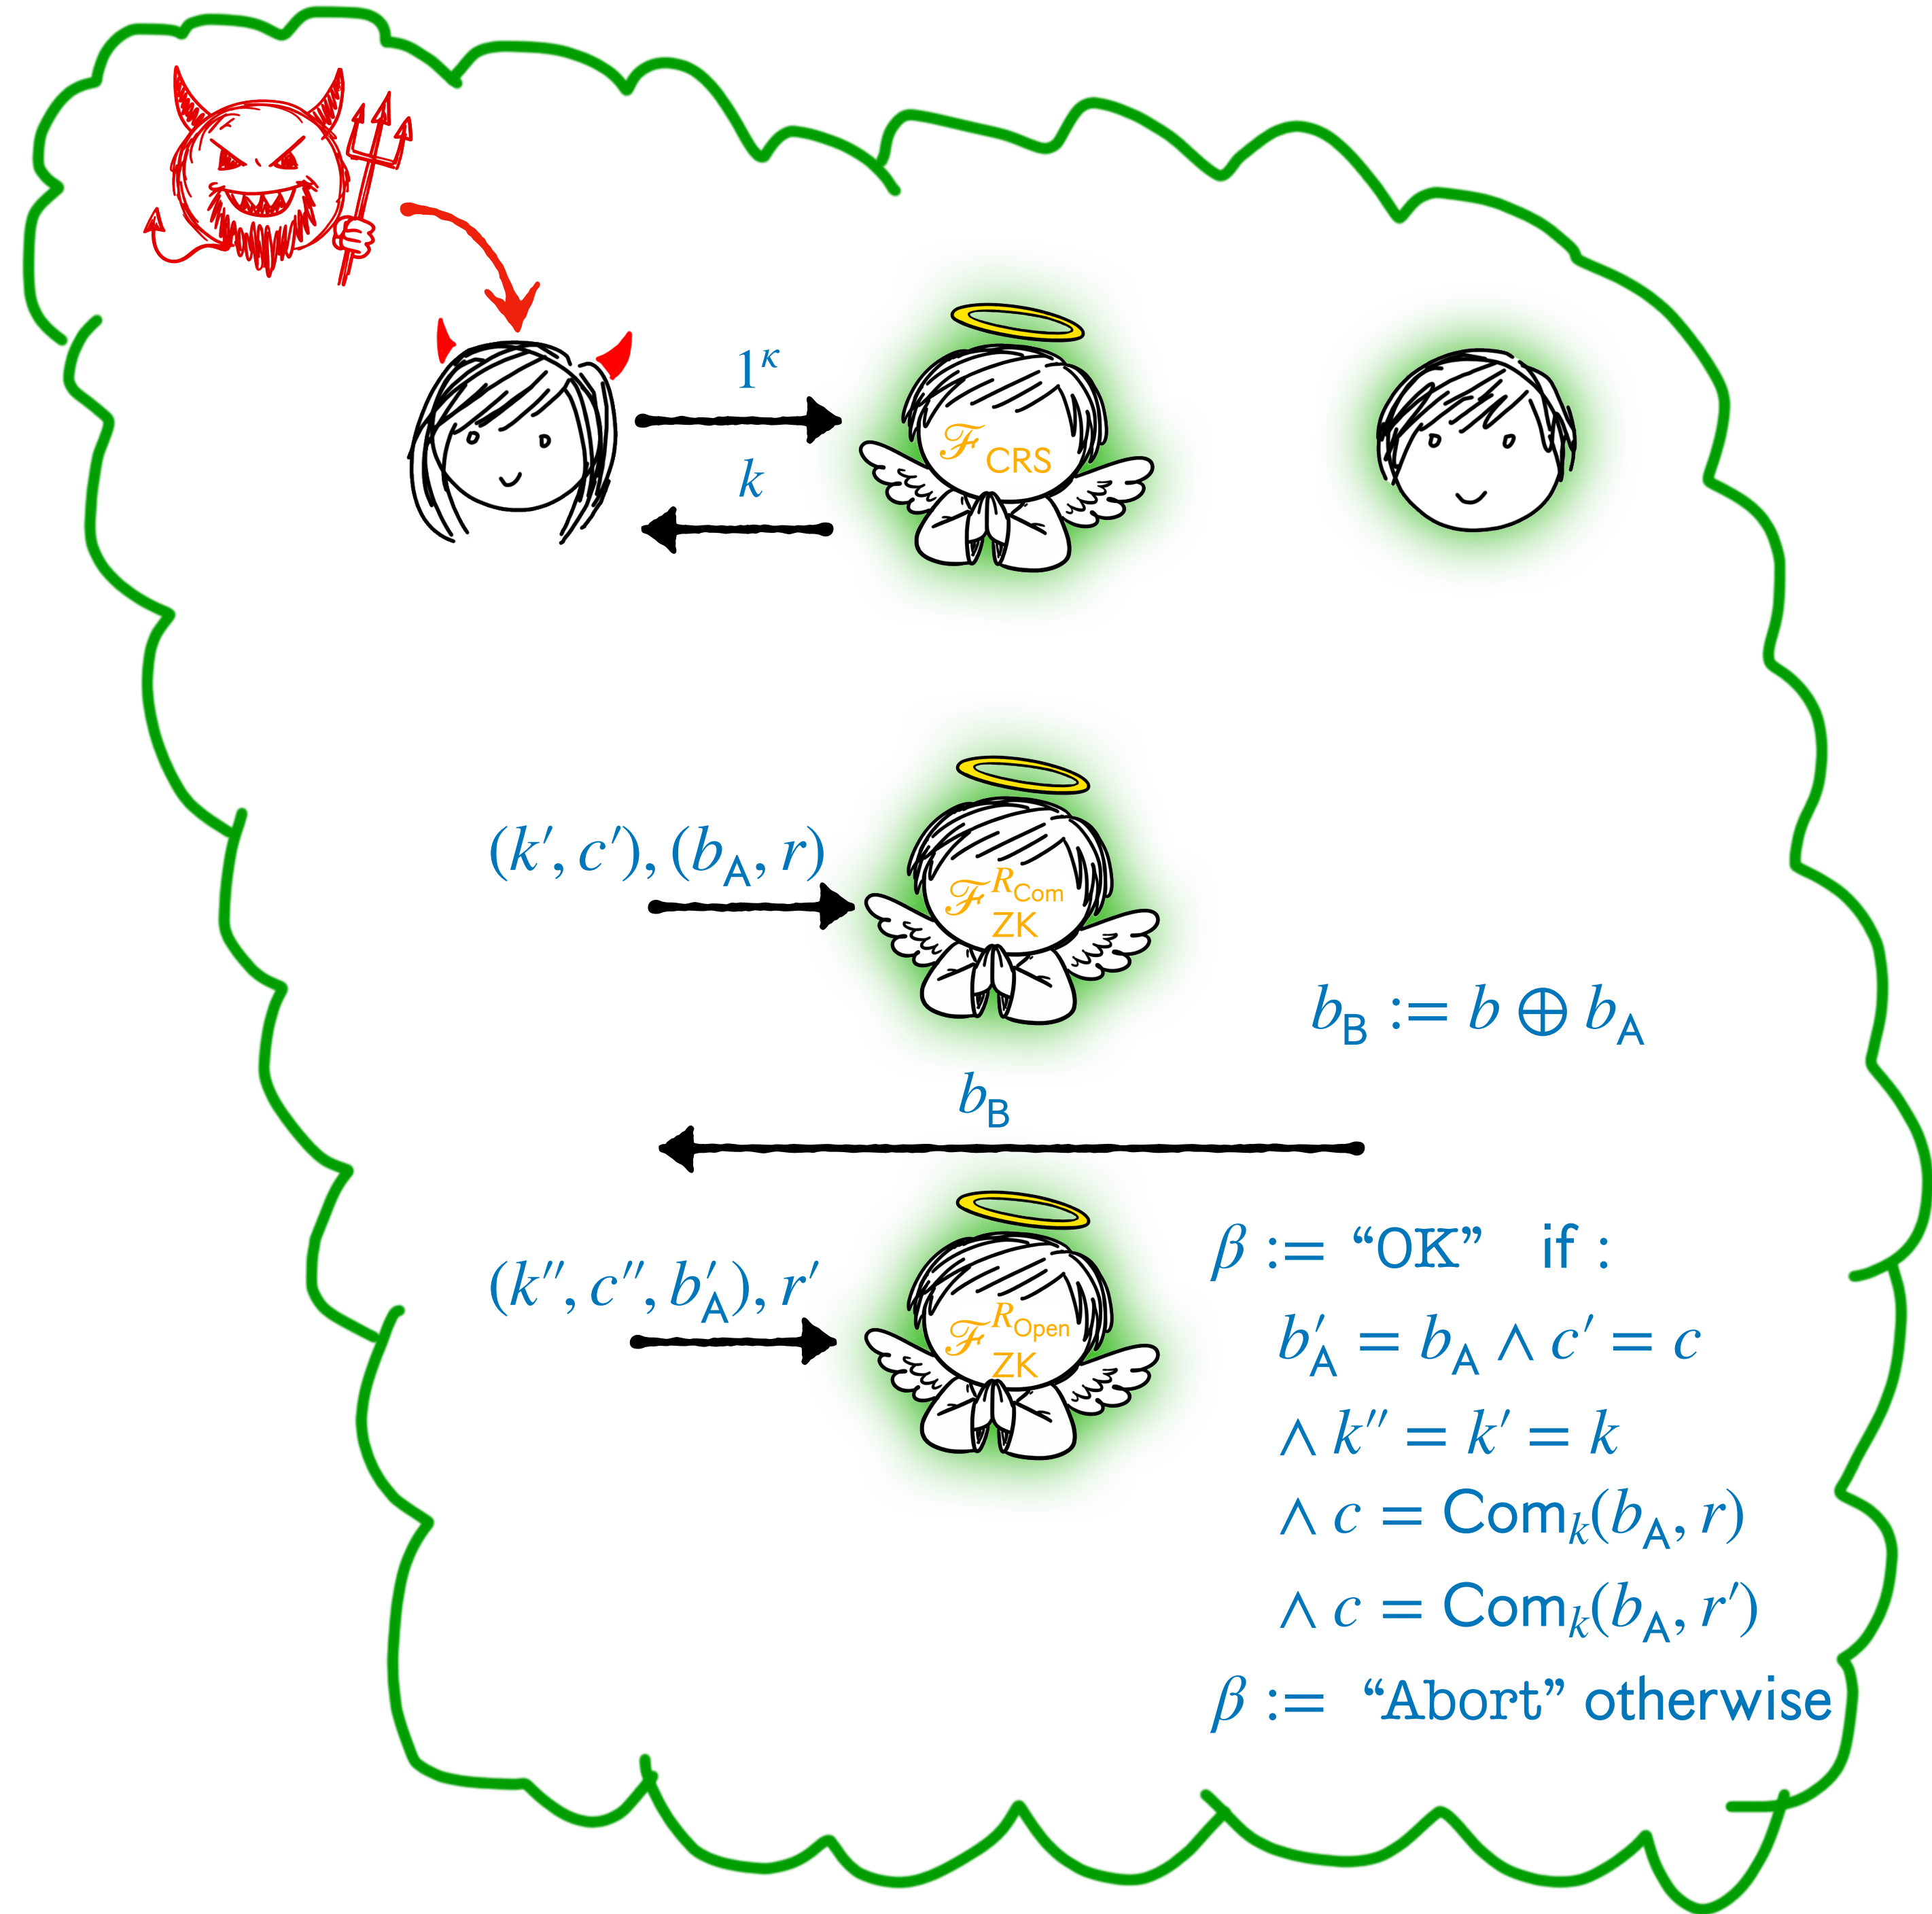 1^κ
ℱ_CRS
k
(k′, c′), (b_A, r)
ℱ_ZK^{R_Com}
b_B := b ⊕ b_A
b_B
(k″, c″, b′_A), r′
ℱ_ZK^{R_Open}
β := “OK” if :
b′_A = b_A ∧ c′ = c
∧ k″ = k′ = k
∧ c = Com_k(b_A, r)
∧ c = Com_k(b_A, r′)
β := “Abort” otherwise